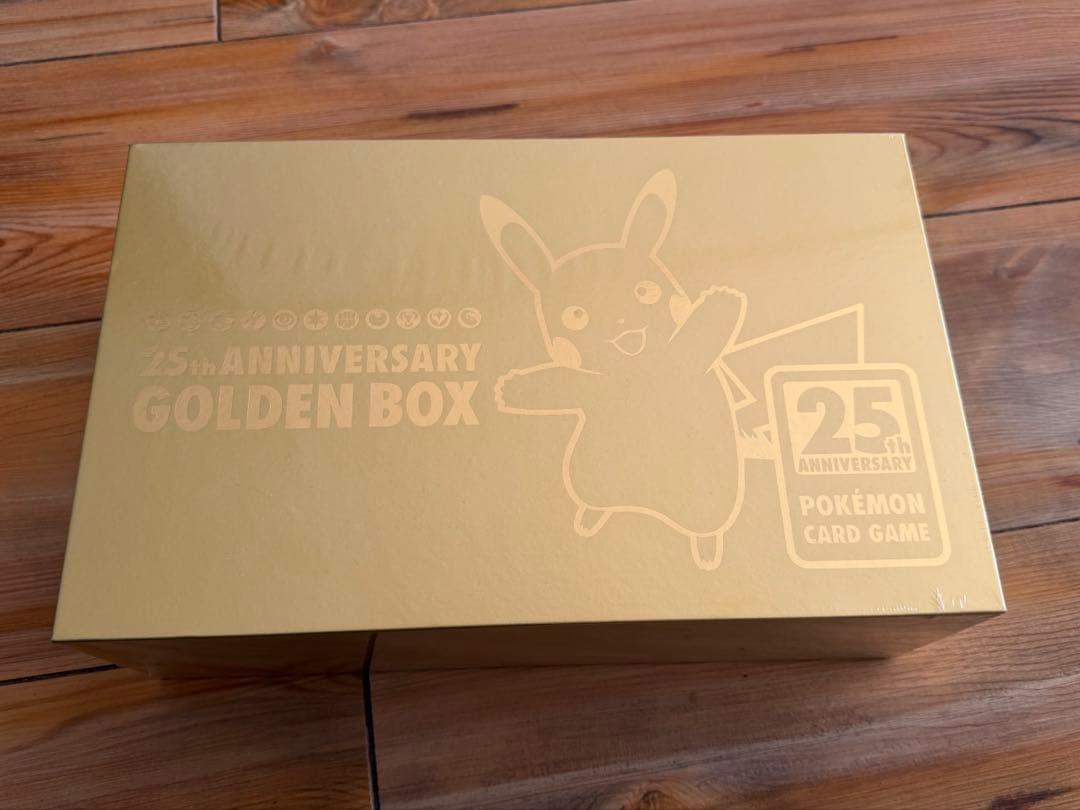 25th ANNIVERSARY
GOLDEN BOX
25th
ANNIVERSARY
POKÉMON
CARD GAME